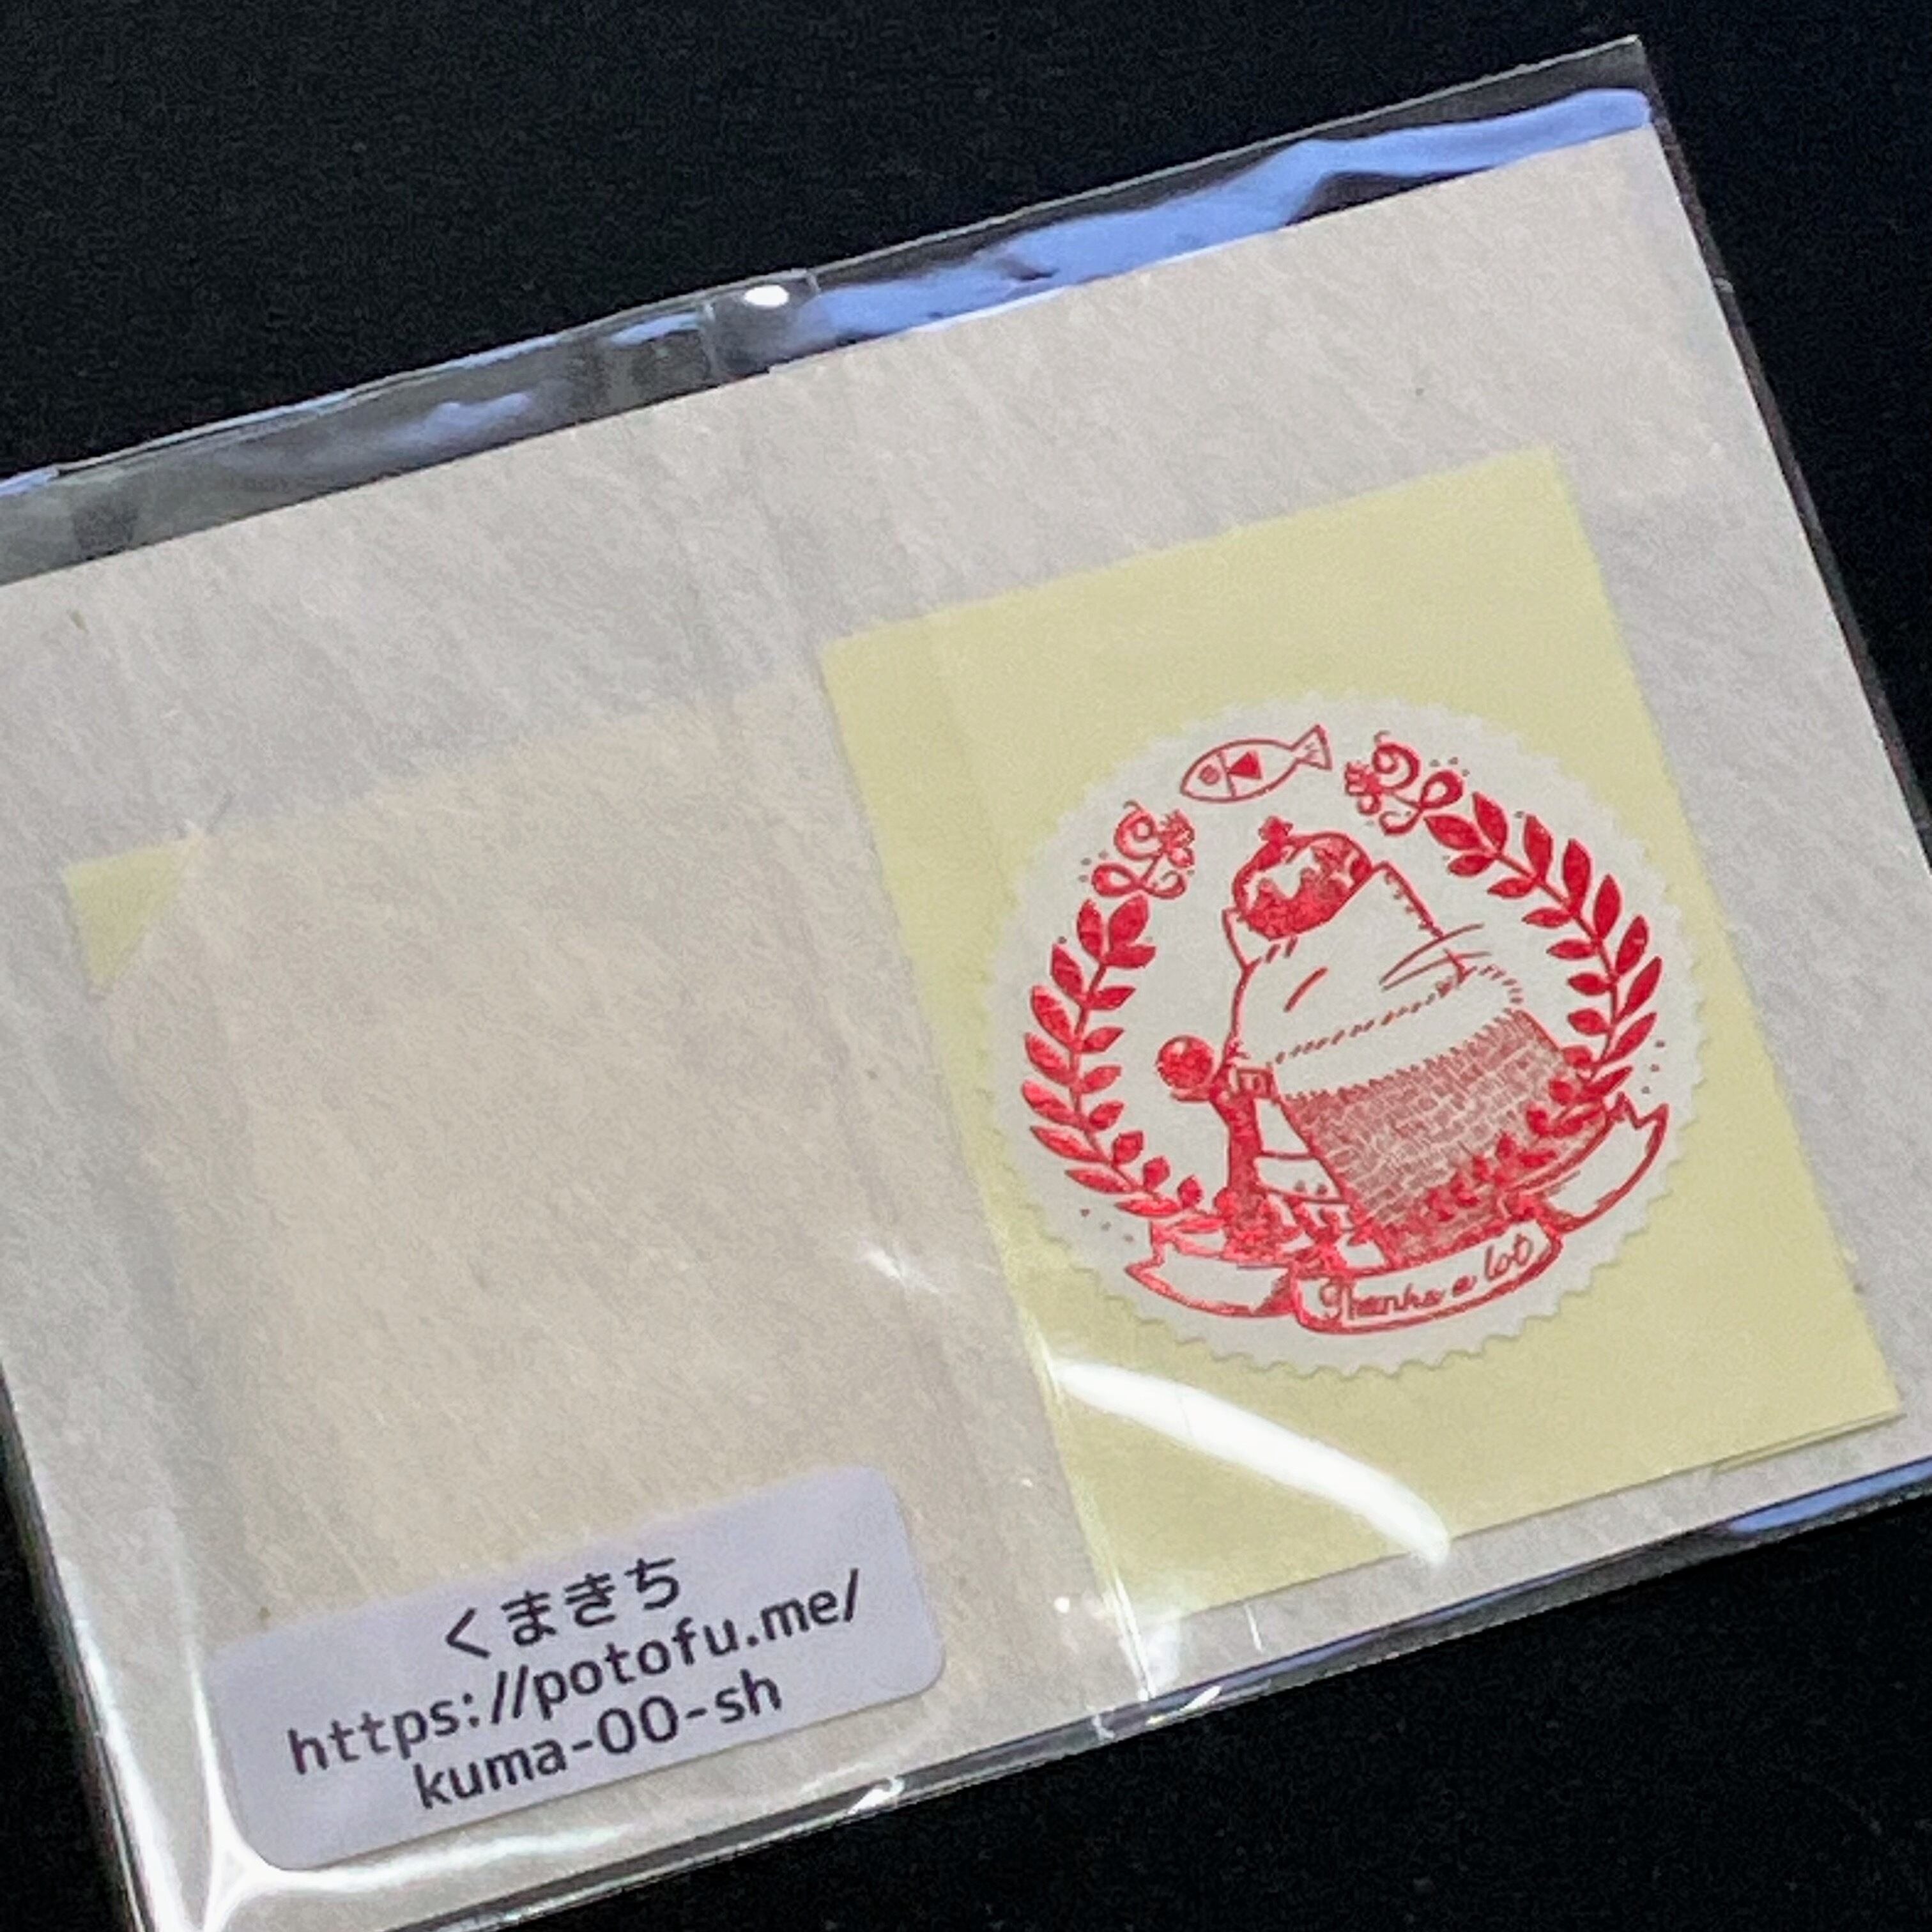 Thanks a lot
くまきち
https://potofu.me/
kuma-00-sh